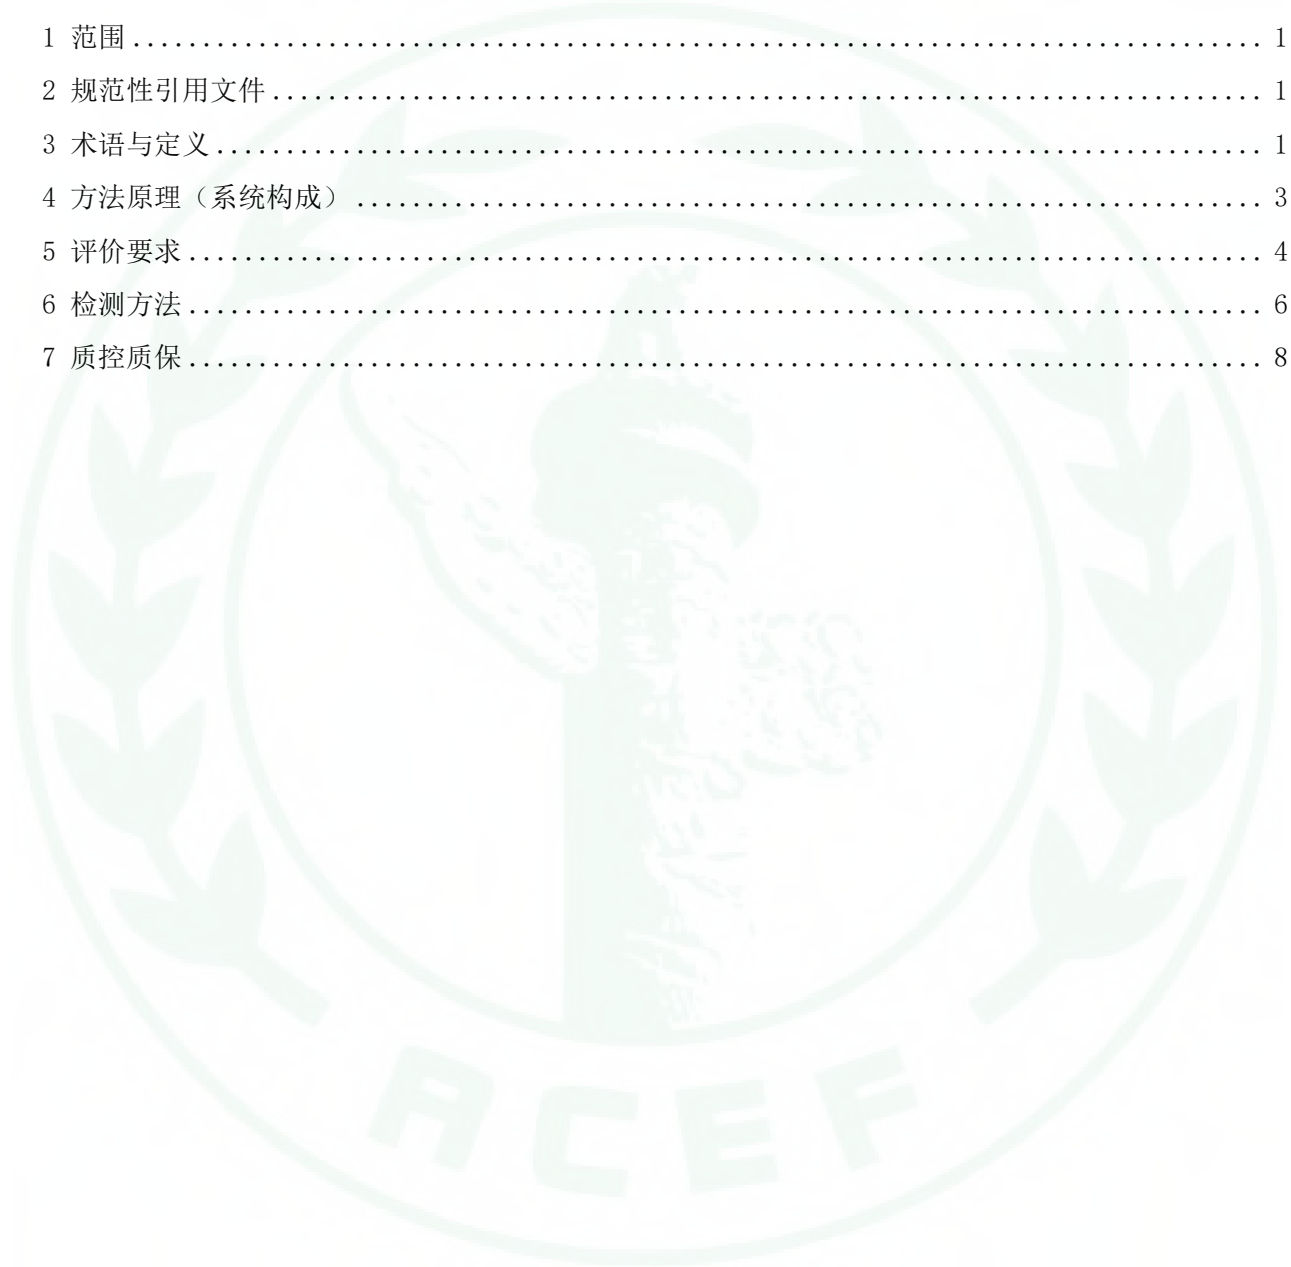 1 范围........................................................................ 1
2 规范性引用文件........................................................................ 1
3 术语与定义........................................................................ 1
4 方法原理（系统构成）........................................................................ 3
5 评价要求........................................................................ 4
6 检测方法........................................................................ 6
7 质控质保........................................................................ 8
ACEF